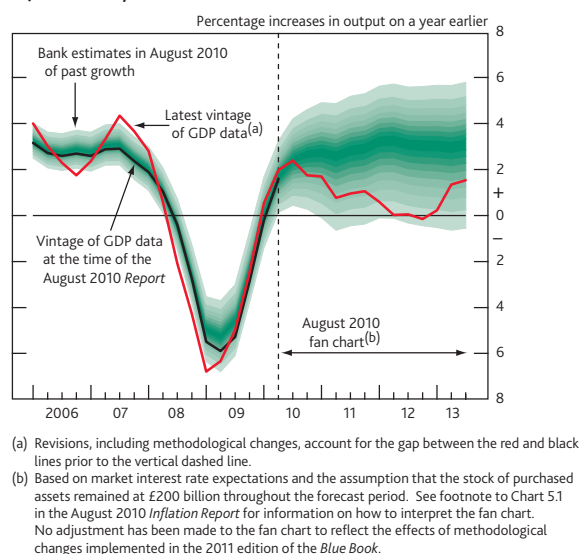 Percentage increases in output on a year earlier
8
Bank estimates in August 2010
of past growth
6
Latest vintage
of GDP data(a)
4
2
+
0
–
Vintage of GDP data
at the time of the
August 2010 Report
2
4
August 2010
fan chart(b)
6
8
2006 07 08 09 10 11 12 13
(a) Revisions, including methodological changes, account for the gap between the red and black
lines prior to the vertical dashed line.
(b) Based on market interest rate expectations and the assumption that the stock of purchased
assets remained at £200 billion throughout the forecast period. See footnote to Chart 5.1
in the August 2010 Inflation Report for information on how to interpret the fan chart.
No adjustment has been made to the fan chart to reflect the effects of methodological
changes implemented in the 2011 edition of the Blue Book.